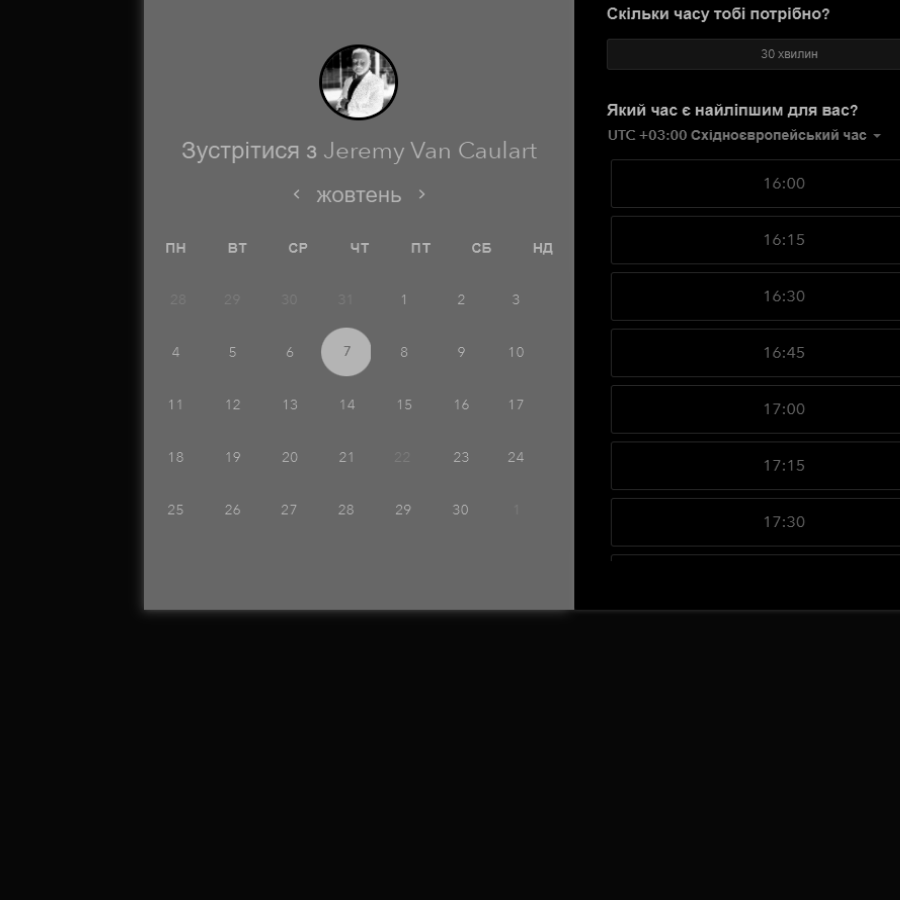 Зустрітися з Jeremy Van Caulart
жовтень
ПН ВТ СР ЧТ ПТ СБ НД
28 29 30 31 1 2 3
4 5 6 7 8 9 10
11 12 13 14 15 16 17
18 19 20 21 22 23 24
25 26 27 28 29 30 1
Скільки часу тобі потрібно?
30 хвилин
Який час є найліпшим для вас?
UTC +03:00 Східноєвропейський час
16:00
16:15
16:30
16:45
17:00
17:15
17:30